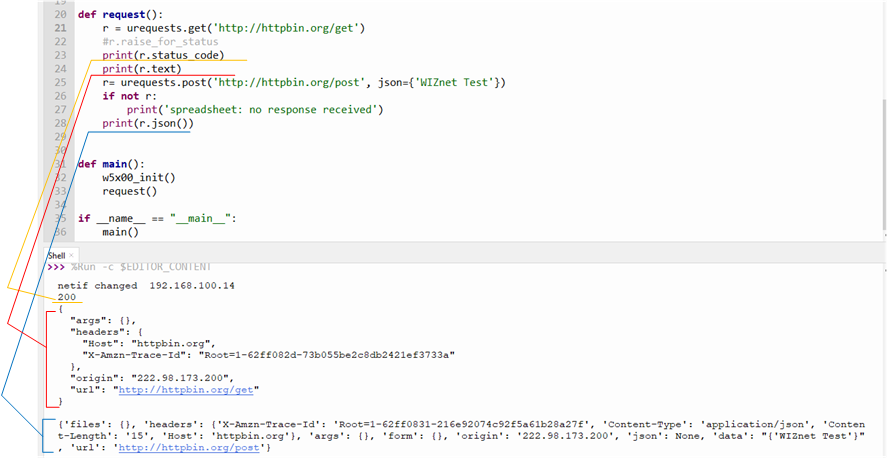 19
20 def request():
21     r = urequests.get('http://httpbin.org/get')
22     #r.raise_for_status
23     print(r.status_code)
24     print(r.text)
25     r= urequests.post('http://httpbin.org/post', json={'WIZnet Test'})
26     if not r:
27         print('spreadsheet: no response received')
28     print(r.json())
29
30
31 def main():
32     w5x00_init()
33     request()
34
35 if __name__ == "__main__":
36     main()
Shell ×
>>> %Run -c $EDITOR_CONTENT
netif changed  192.168.100.14
200
{
  "args": {},
  "headers": {
    "Host": "httpbin.org",
    "X-Amzn-Trace-Id": "Root=1-62ff082d-73b055be2c8db2421ef3733a"
  },
  "origin": "222.98.173.200",
  "url": "http://httpbin.org/get"
}
{'files': {}, 'headers': {'X-Amzn-Trace-Id': 'Root=1-62ff0831-216e92074c92f5a61b28a27f', 'Content-Type': 'application/json', 'Conten
t-Length': '15', 'Host': 'httpbin.org'}, 'args': {}, 'form': {}, 'origin': '222.98.173.200', 'json': None, 'data': "{'WIZnet Test'}"
, 'url': 'http://httpbin.org/post'}